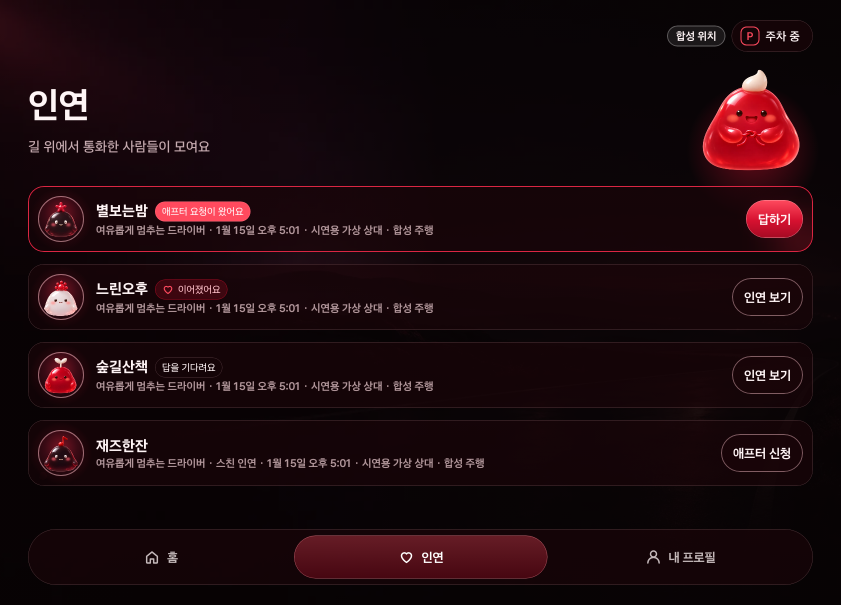 합성 위치
P 주차 중
인연
길 위에서 통화한 사람들이 모여요
별보는밤 애프터 요청이 왔어요
여유롭게 멈추는 드라이버 · 1월 15일 오후 5:01 · 시연용 가상 상대 · 합성 주행
답하기
느린오후 이어졌어요
여유롭게 멈추는 드라이버 · 1월 15일 오후 5:01 · 시연용 가상 상대 · 합성 주행
인연 보기
숲길산책 답을 기다려요
여유롭게 멈추는 드라이버 · 1월 15일 오후 5:01 · 시연용 가상 상대 · 합성 주행
인연 보기
재즈한잔
여유롭게 멈추는 드라이버 · 스친 인연 · 1월 15일 오후 5:01 · 시연용 가상 상대 · 합성 주행
애프터 신청
홈
인연
내 프로필